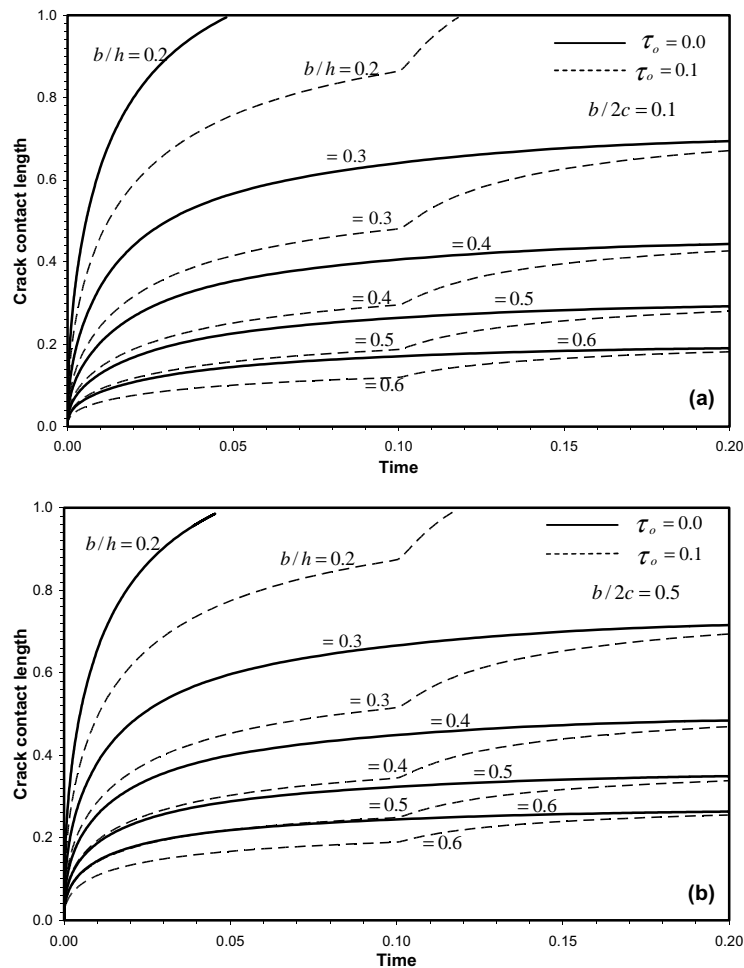 1.0
b/h = 0.2
b/h = 0.2
τₒ = 0.0
τₒ = 0.1
b/2c = 0.1
0.8
= 0.3
0.6
= 0.3
= 0.4
0.4
= 0.4
= 0.5
= 0.5
= 0.6
0.2
= 0.6
(a)
0.0
0.00 0.05 0.10 0.15 0.20
Crack contact length
Time
1.0
b/h = 0.2
b/h = 0.2
τₒ = 0.0
τₒ = 0.1
b/2c = 0.5
0.8
= 0.3
0.6
= 0.3
= 0.4
0.4
= 0.4
= 0.5
= 0.5
= 0.6
0.2
= 0.6
(b)
0.0
0.00 0.05 0.10 0.15 0.20
Crack contact length
Time